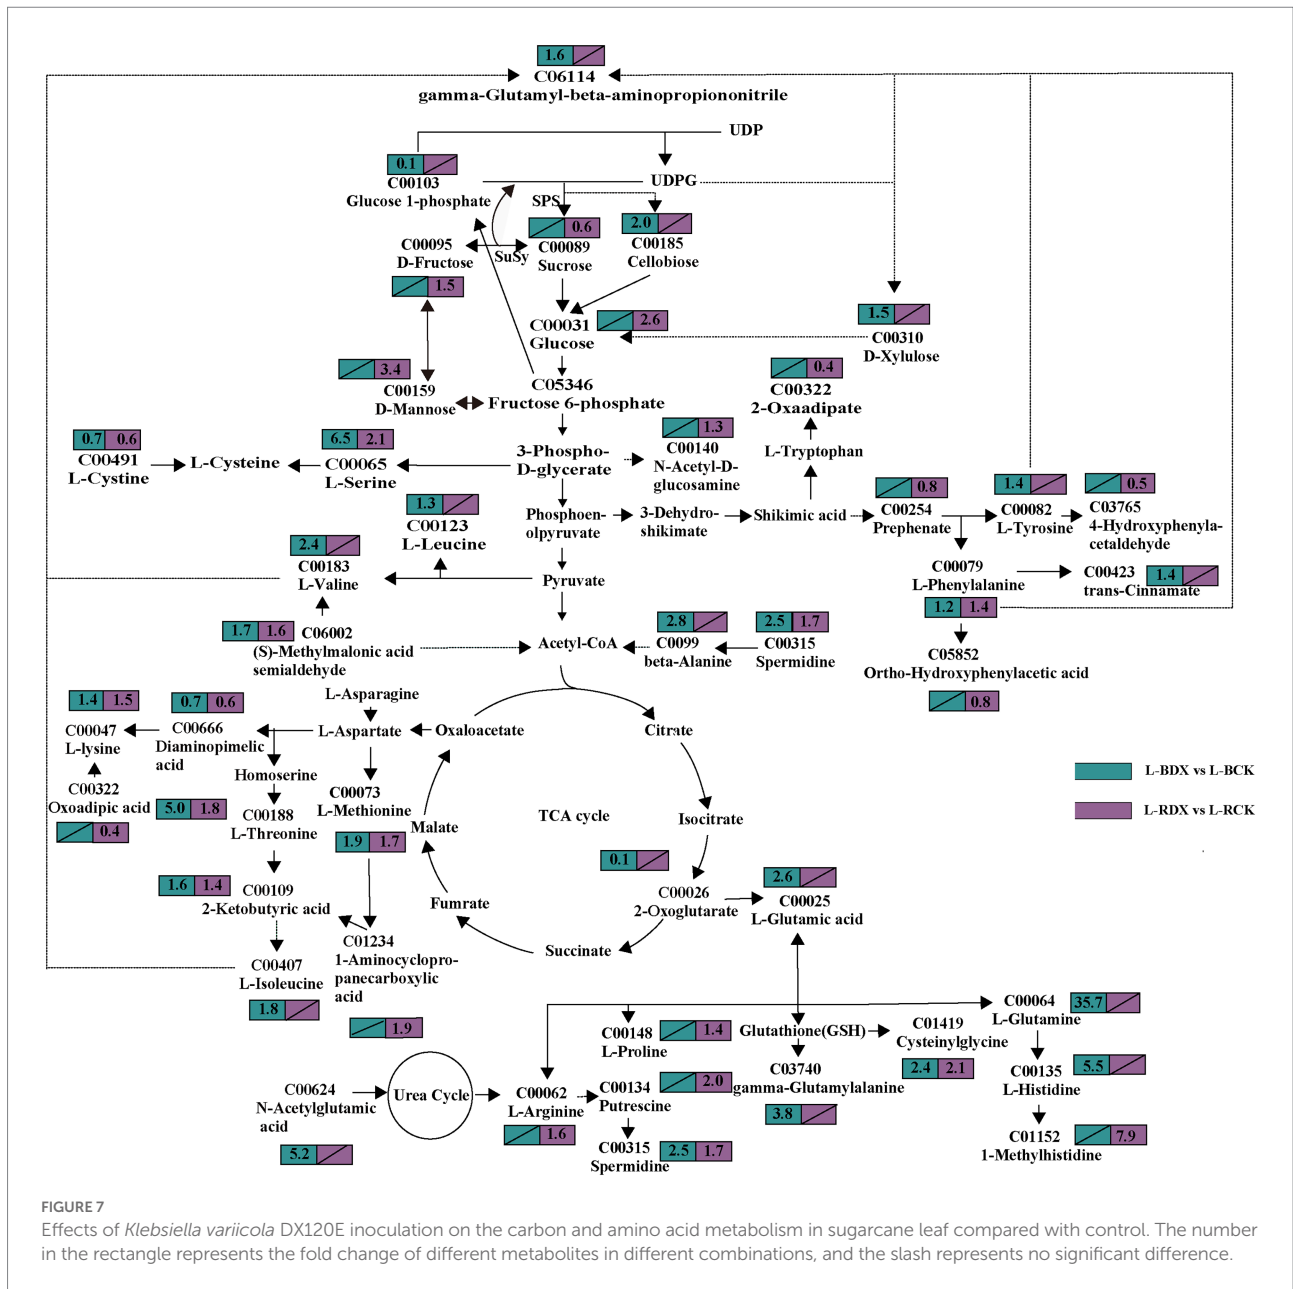 1.6
C06114
gamma-Glutamyl-beta-aminopropiononitrile
UDP
0.1
C00103
Glucose 1-phosphate
UDPG
SPS
0.6
C00089
Sucrose
2.0
C00185
Cellobiose
C00095
D-Fructose
SuSy
1.5
C00031
Glucose
2.6
1.5
C00310
D-Xylulose
3.4
C00159
D-Mannose
C05346
Fructose 6-phosphate
0.4
C00322
2-Oxaadipate
0.7 0.6
C00491
L-Cystine
L-Cysteine
6.5 2.1
C00065
L-Serine
3-Phospho-
D-glycerate
1.3
C00140
N-Acetyl-D-
glucosamine
L-Tryptophan
1.3
C00123
L-Leucine
Phosphoen-
olpyruvate
3-Dehydro-
shikimate
Shikimic acid
0.8
C00254
Prephenate
1.4
C00082
L-Tyrosine
0.5
C03765
4-Hydroxyphenyla-
cetaldehyde
2.4
C00183
L-Valine
Pyruvate
C00079
L-Phenylalanine
1.2 1.4
C00423
trans-Cinnamate
1.4
1.7 1.6
C06002
(S)-Methylmalonic acid
semialdehyde
Acetyl-CoA
2.8
C0099
beta-Alanine
2.5 1.7
C00315
Spermidine
C05852
Ortho-Hydroxyphenylacetic acid
0.8
L-Asparagine
1.4 1.5
C00047
L-lysine
0.7 0.6
C00666
Diaminopimelic
acid
L-Aspartate
Oxaloacetate
Citrate
Homoserine
C00322
Oxoadipic acid
0.4
5.0 1.8
C00188
L-Threonine
C00073
L-Methionine
1.9 1.7
Malate
TCA cycle
Isocitrate
L-BDX vs L-BCK
L-RDX vs L-RCK
1.6 1.4
C00109
2-Ketobutyric acid
0.1
C00026
2-Oxoglutarate
2.6
C00025
L-Glutamic acid
Fumrate
Succinate
C01234
1-Aminocyclopro-
panecarboxylic
acid
1.9
C00407
L-Isoleucine
1.8
C00148
L-Proline
1.4
Glutathione(GSH)
C01419
Cysteinylglycine
2.4 2.1
C00064
L-Glutamine
35.7
C03740
gamma-Glutamylalanine
3.8
C00135
L-Histidine
5.5
C00624
N-Acetylglutamic
acid
5.2
Urea Cycle
C00062
L-Arginine
1.6
C00134
Putrescine
2.0
C00315
Spermidine
2.5 1.7
C01152
1-Methylhistidine
7.9
FIGURE 7
Effects of Klebsiella variicola DX120E inoculation on the carbon and amino acid metabolism in sugarcane leaf compared with control. The number
in the rectangle represents the fold change of different metabolites in different combinations, and the slash represents no significant difference.